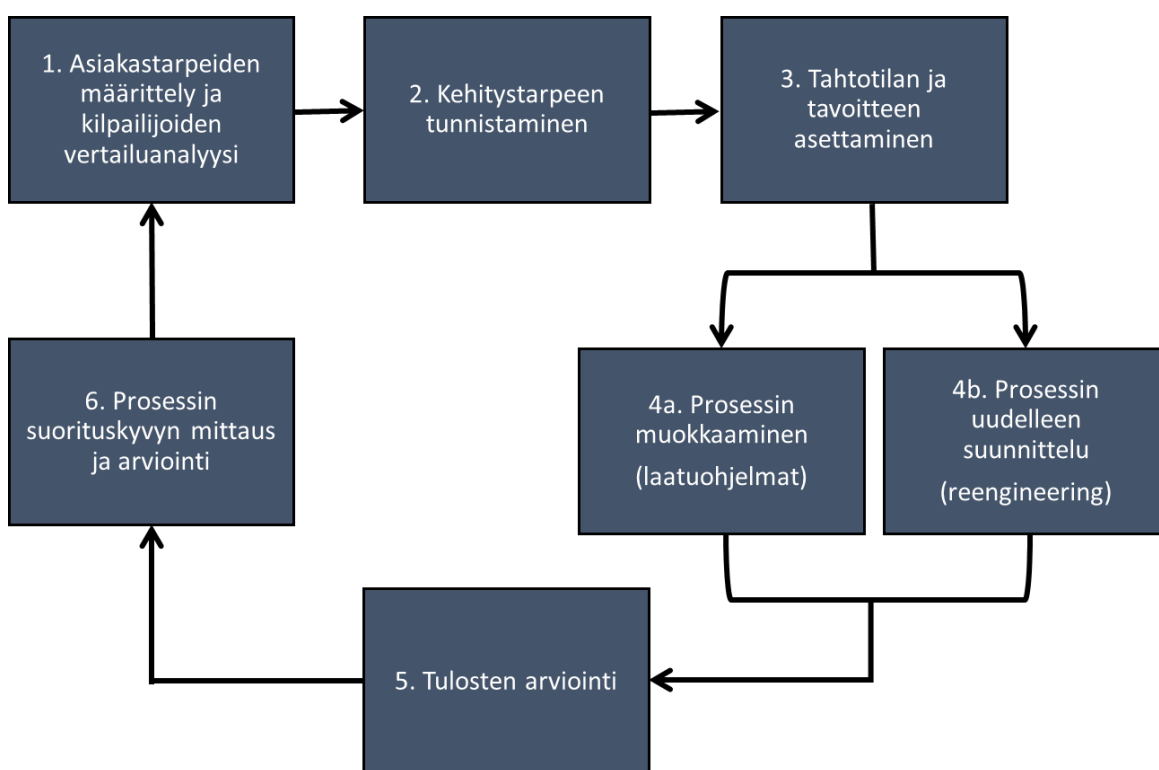 1. Asiakastarpeiden
määrittely ja
kilpailijoiden
vertailuanalyysi
2. Kehitystarpeen
tunnistaminen
3. Tahtotilan ja
tavoitteen
asettaminen
4a. Prosessin
muokkaaminen
(laatuohjelmat)
4b. Prosessin
uudelleen
suunnittelu
(reengineering)
5. Tulosten arviointi
6. Prosessin
suorituskyvyn mittaus
ja arviointi